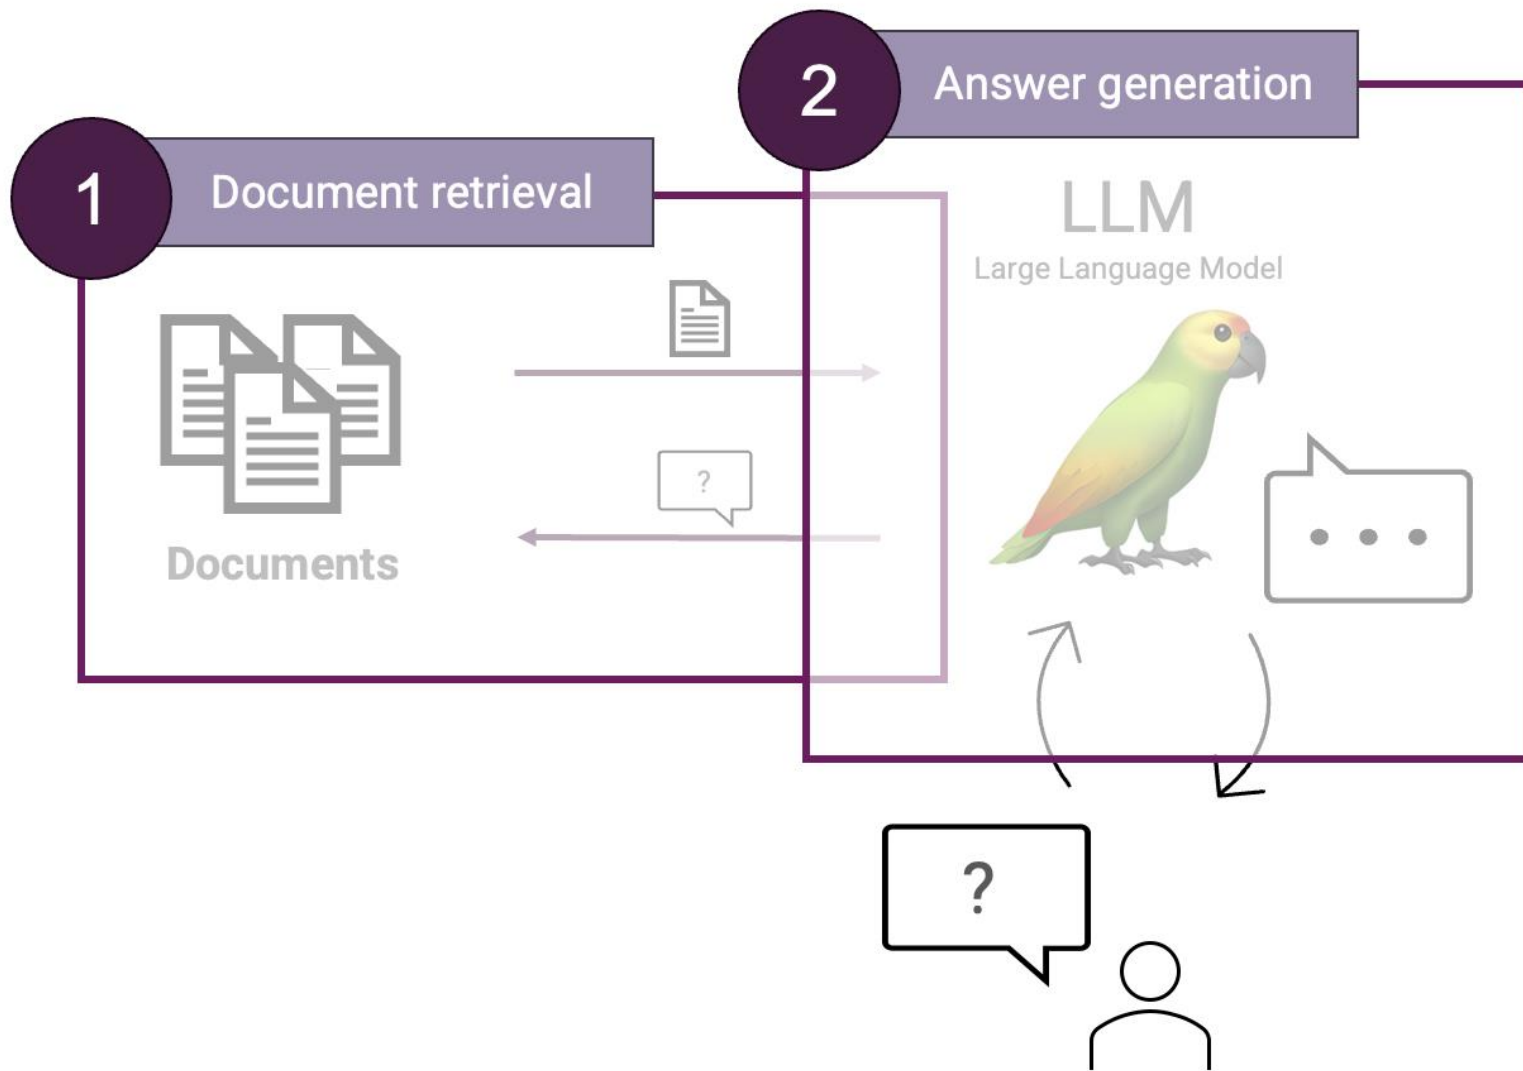 1
Document retrieval
2
Answer generation
LLM
Large Language Model
?
Documents
?